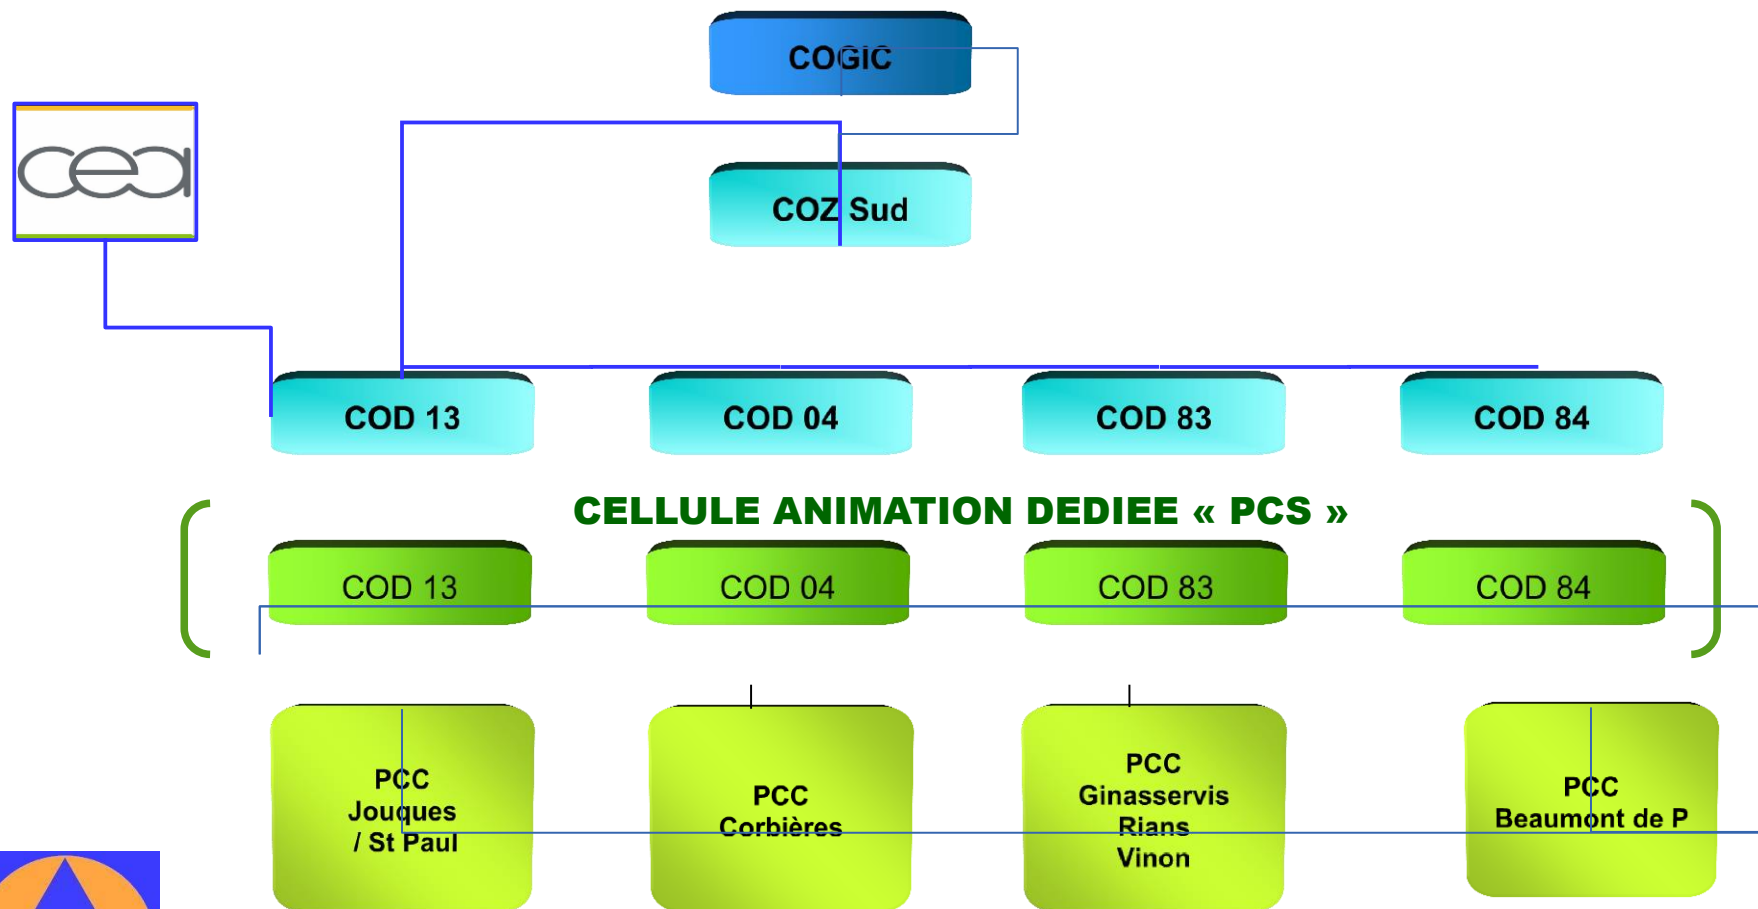 COGIC
cea
COZ Sud
COD 13
COD 04
COD 83
COD 84
CELLULE ANIMATION DEDIEE « PCS »
COD 13
COD 04
COD 83
COD 84
PCC
Jouques
/ St Paul
PCC
Corbières
PCC
Ginasservis
Rians
Vinon
PCC
Beaumont de P